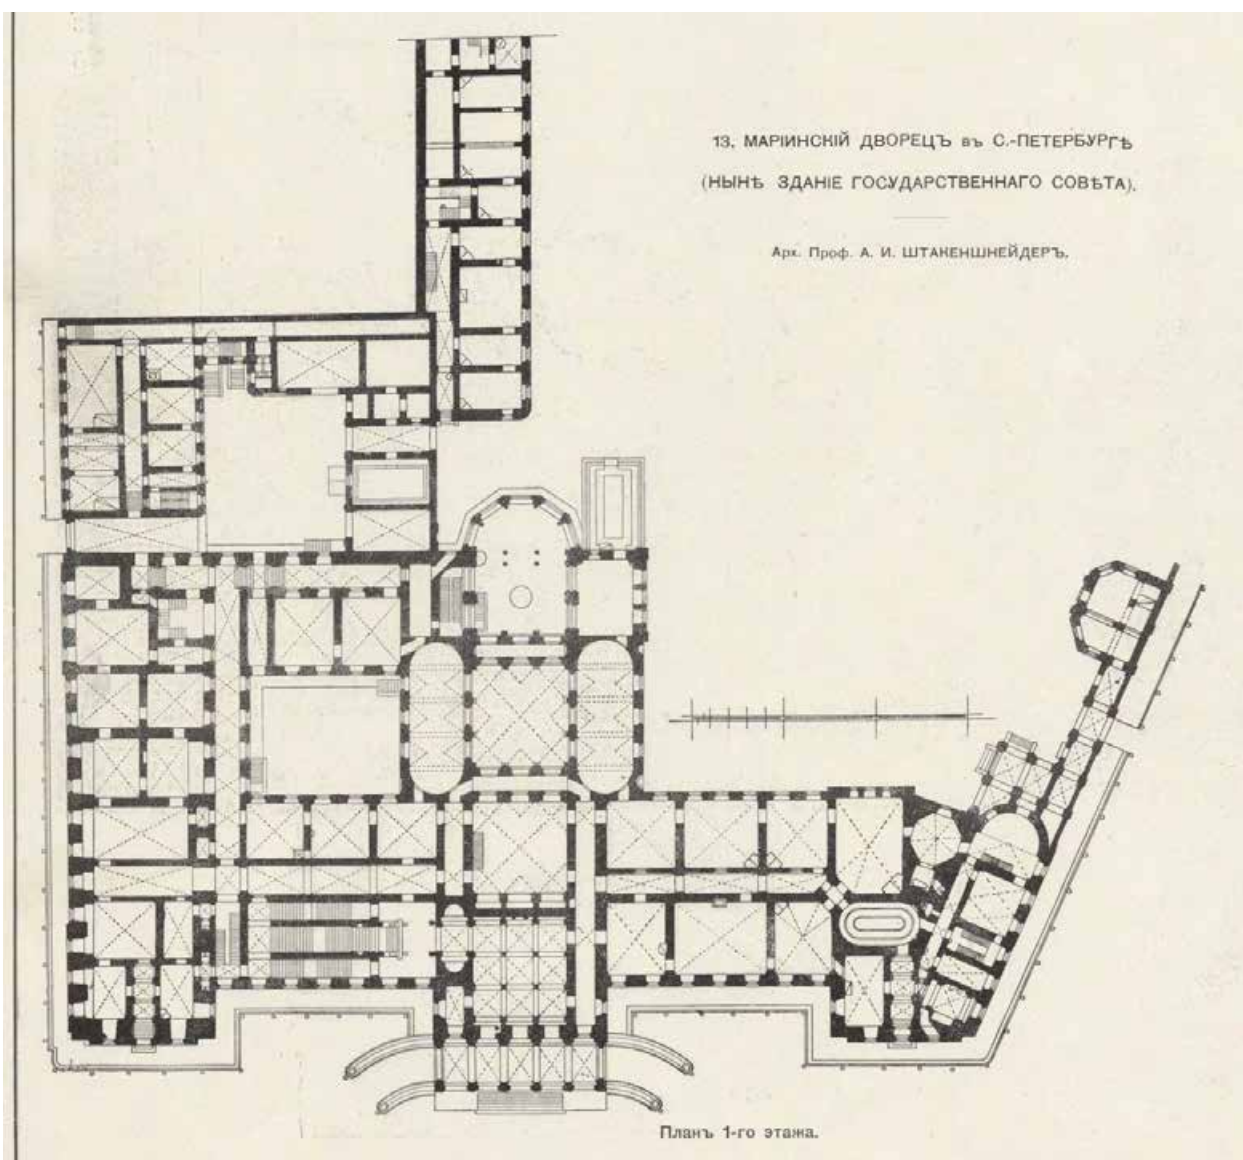 13. МАРІИНСКІЙ ДВОРЕЦЪ въ С.-ПЕТЕРБУРГѢ
(НЫНѢ ЗДАНІЕ ГОСУДАРСТВЕННАГО СОВѢТА).
Арх. Проф. А. И. ШТАКЕНШНЕЙДЕРЪ.
Планъ 1-го этажа.